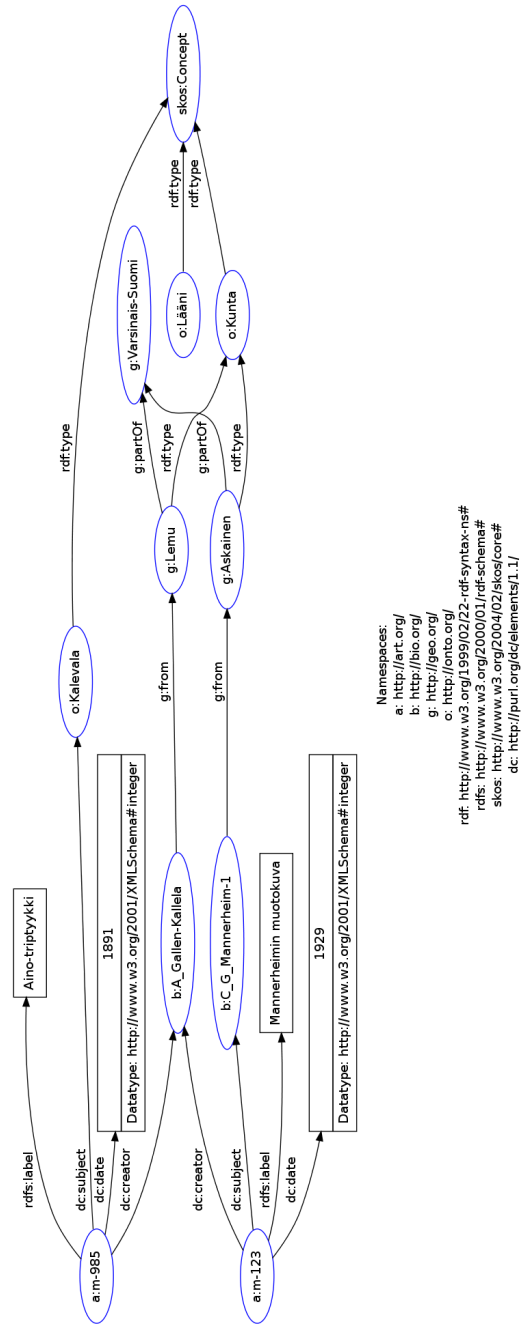 Aino-triptyykki
rdfs:label
rdf:type
o:Kalevala
dc:subject
a:m-985
dc:date
1891
Datatype: http://www.w3.org/2001/XMLSchema#integer
dc:creator
g:Varsinais-Suomi
g:partOf
skos:Concept
rdf:type
rdf:type
o:Lääni
g:from
g:Lemu
rdf:type
b:A_Gallen-Kallela
dc:creator
g:partOf
g:from
g:Askainen
rdf:type
o:Kunta
b:C_G_Mannerheim-1
dc:subject
a:m-123
rdfs:label
Mannerheimin muotokuva
dc:date
1929
Datatype: http://www.w3.org/2001/XMLSchema#integer
Namespaces:
a: http://art.org/
b: http://bio.org/
g: http://geo.org/
o: http://onto.org/
rdf: http://www.w3.org/1999/02/22-rdf-syntax-ns#
rdfs: http://www.w3.org/2000/01/rdf-schema#
skos: http://www.w3.org/2004/02/skos/core#
dc: http://purl.org/dc/elements/1.1/